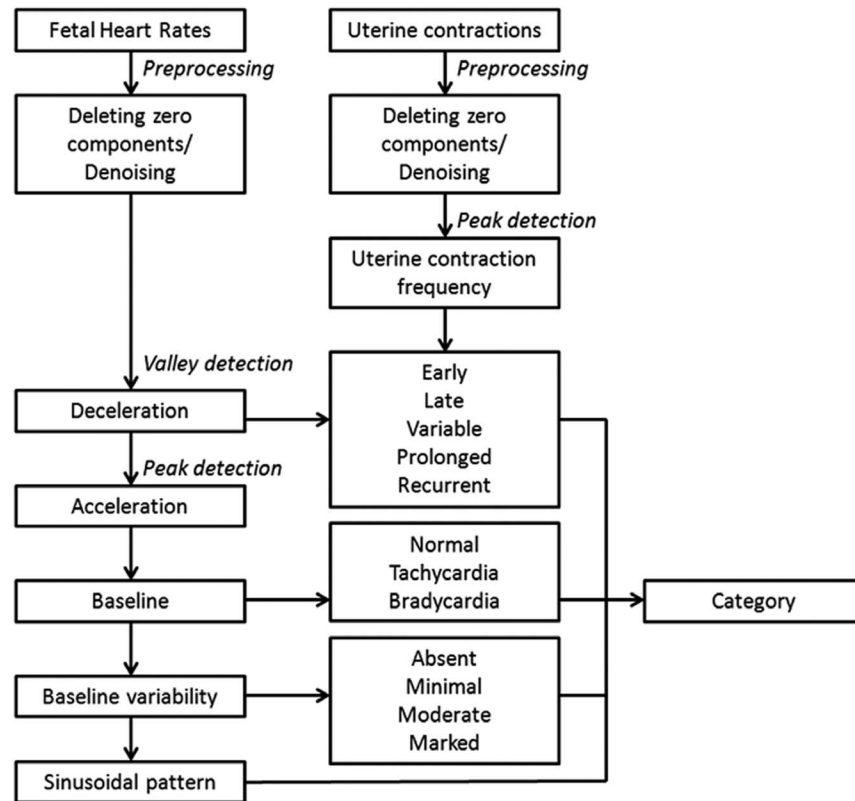 Fetal Heart Rates
Uterine contractions
Preprocessing
Preprocessing
Deleting zero
components/
Denoising
Deleting zero
components/
Denoising
Peak detection
Uterine contraction
frequency
Valley detection
Deceleration
Early
Late
Variable
Prolonged
Recurrent
Peak detection
Acceleration
Baseline
Normal
Tachycardia
Bradycardia
Category
Baseline variability
Absent
Minimal
Moderate
Marked
Sinusoidal pattern